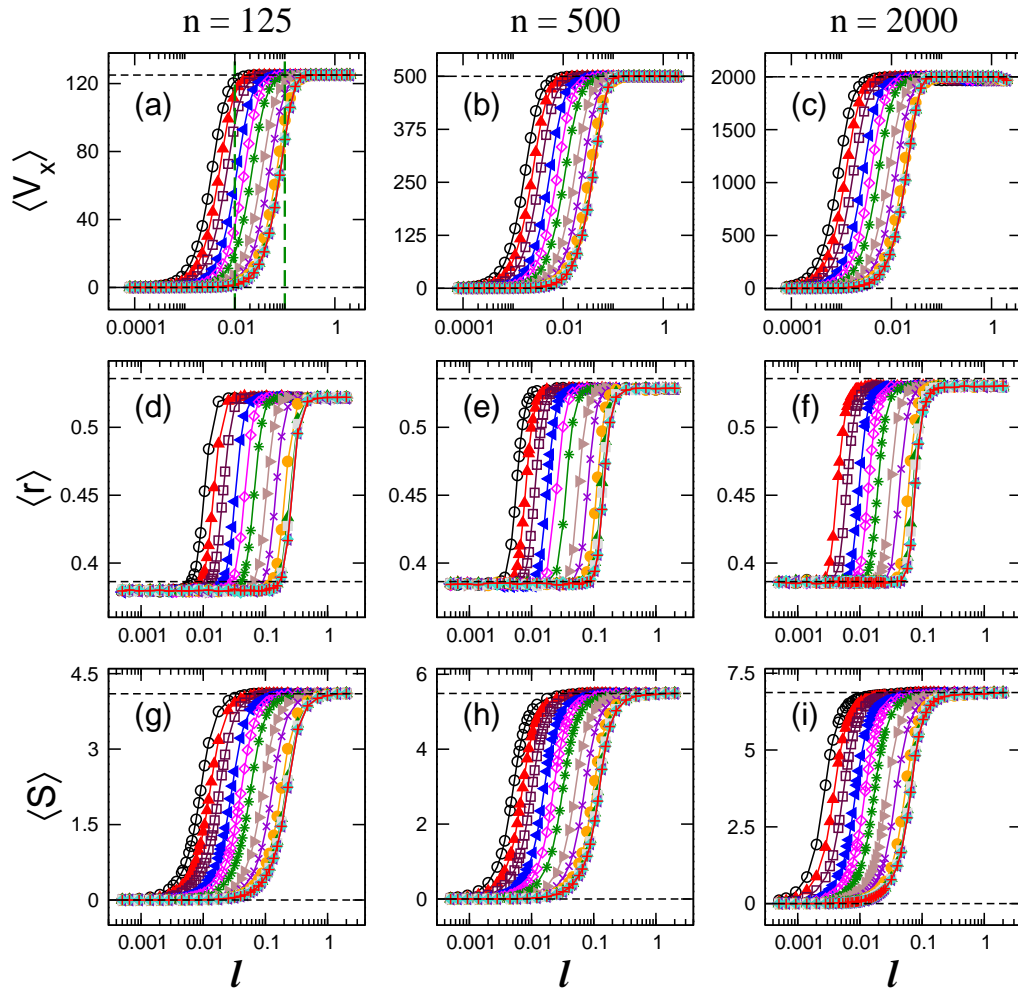 n = 125 n = 500 n = 2000
⟨V_x⟩
120
80
40
0
(a)
0.0001 0.01 1
500
375
250
125
0
(b)
0.0001 0.01 1
2000
1500
1000
500
0
(c)
0.0001 0.01 1
⟨r⟩
0.5
0.45
0.4
(d)
0.001 0.01 0.1 1
0.5
0.45
0.4
(e)
0.001 0.01 0.1 1
0.5
0.45
0.4
(f)
0.001 0.01 0.1 1
⟨S⟩
4.5
3
1.5
0
(g)
0.001 0.01 0.1 1
l
6
4
2
0
(h)
0.001 0.01 0.1 1
l
7.5
5
2.5
0
(i)
0.001 0.01 0.1 1
l